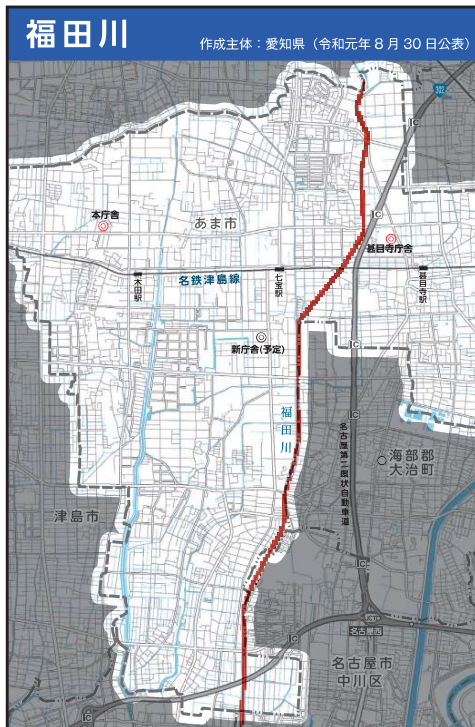 福田川
作成主体：愛知県（令和元年8月30日公表）
302
IC
本庁舎
あま市
IC
甚目寺庁舎
名鉄津島線
木田駅
七宝駅
甚目寺駅
新庁舎(予定)
IC
福田川
名古屋第二環状自動車道
海部郡
大治町
IC
津島市
IC
IC
JCT
名古屋西
名古屋市
中川区
IC